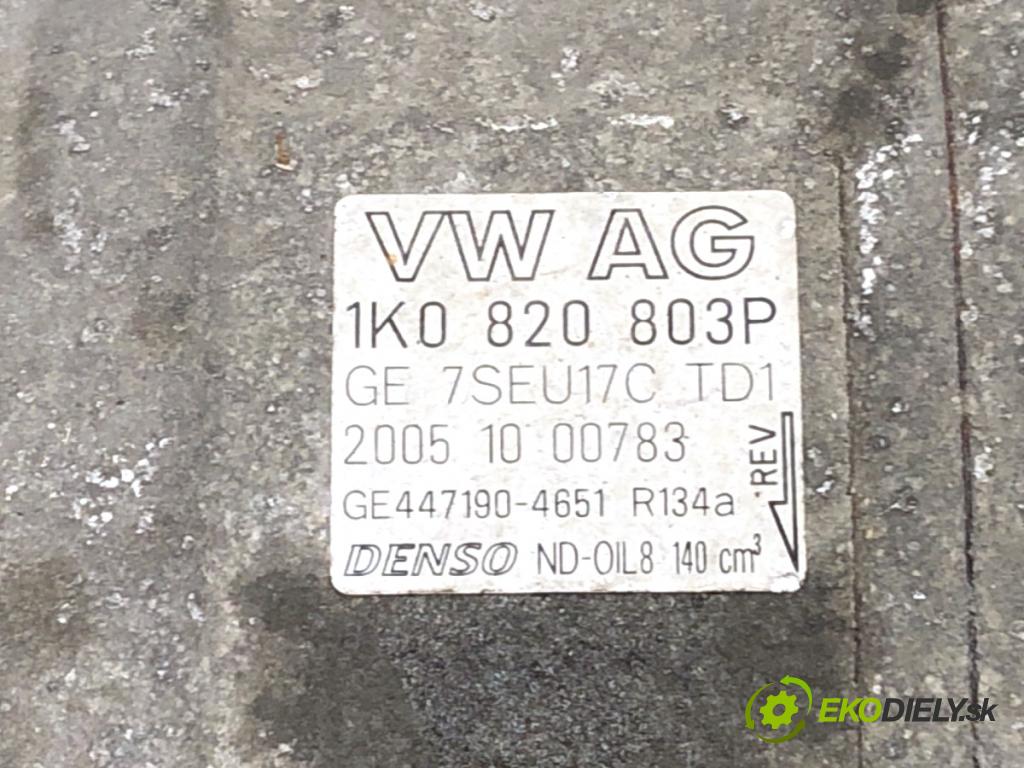 VW AG
1K0 820 803P
GE 7SEU17C TD1
2005 10 00783
REV
GE447190-4651 R134a
DENSO ND-OIL8 140 cm³
EKODIELY.sk